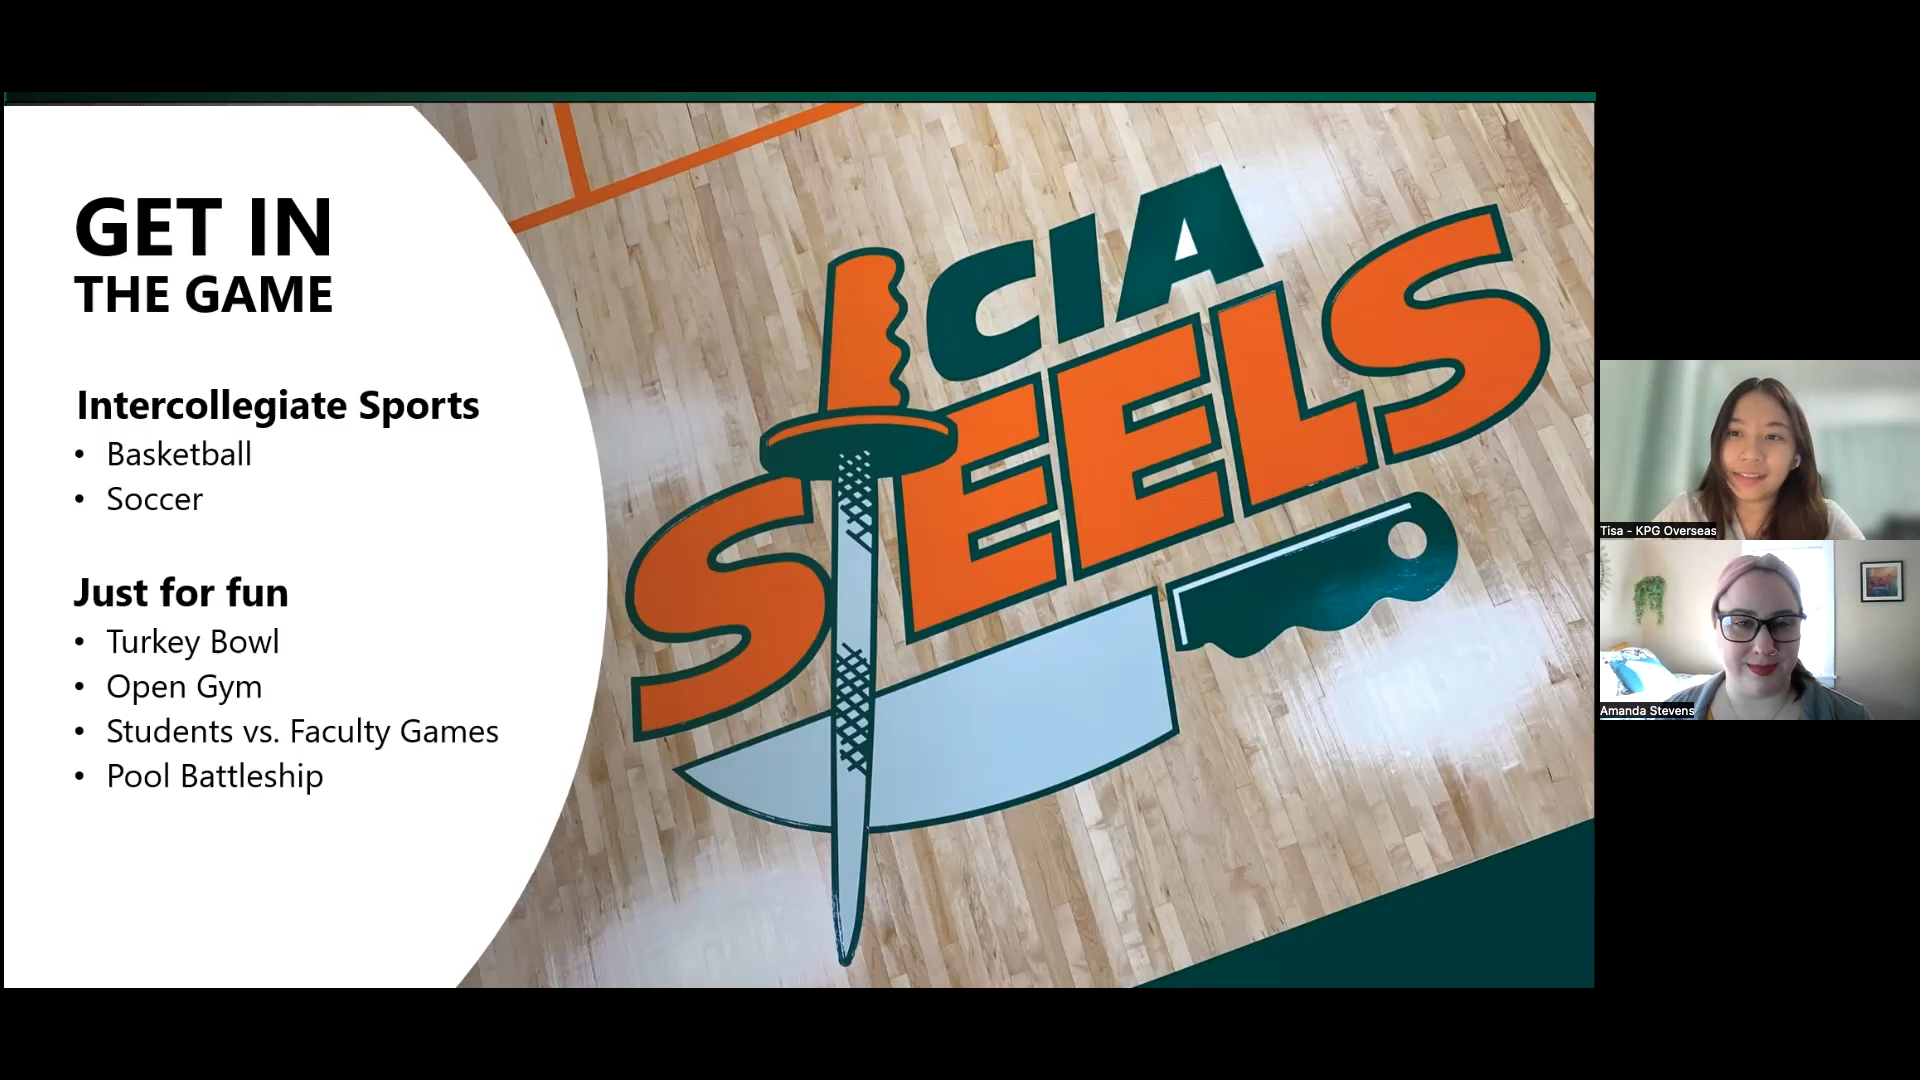 GET IN
THE GAME
Intercollegiate Sports
• Basketball
• Soccer
Just for fun
• Turkey Bowl
• Open Gym
• Students vs. Faculty Games
• Pool Battleship
CIA
STEELS
Tisa - KPG Overseas
Amanda Stevens